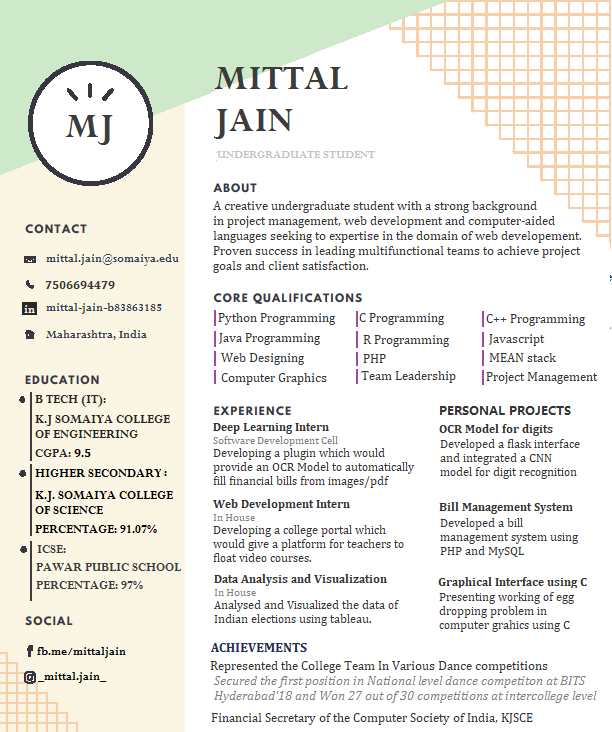 MJ
MITTAL
JAIN
UNDERGRADUATE STUDENT
CONTACT
mittal.jain@somaiya.edu
7506694479
in mittal-jain-b83863185
Maharashtra, India
EDUCATION
B TECH (IT):
K.J SOMAIYA COLLEGE
OF ENGINEERING
CGPA: 9.5
HIGHER SECONDARY:
K.J. SOMAIYA COLLEGE
OF SCIENCE
PERCENTAGE: 91.07%
ICSE:
PAWAR PUBLIC SCHOOL
PERCENTAGE: 97%
SOCIAL
fb.me/mittaljain
_mittal.jain_
ABOUT
A creative undergraduate student with a strong background
in project management, web development and computer-aided
languages seeking to expertise in the domain of web developement.
Proven success in leading multifunctional teams to achieve project
goals and client satisfaction.
CORE QUALIFICATIONS
Python Programming
Java Programming
Web Designing
Computer Graphics
C Programming
R Programming
PHP
Team Leadership
C++ Programming
Javascript
MEAN stack
Project Management
EXPERIENCE
Deep Learning Intern
Software Development Cell
Developing a plugin which would
provide an OCR Model to automatically
fill financial bills from images/pdf
Web Development Intern
In House
Developing a college portal which
would give a platform for teachers to
float video courses.
Data Analysis and Visualization
In House
Analysed and Visualized the data of
Indian elections using tableau.
PERSONAL PROJECTS
OCR Model for digits
Developed a flask interface
and integrated a CNN
model for digit recognition
Bill Management System
Developed a bill
management system using
PHP and MySQL
Graphical Interface using C
Presenting working of egg
dropping problem in
computer grahics using C
ACHIEVEMENTS
Represented the College Team In Various Dance competitions
Secured the first position in National level dance competiton at BITS
Hyderabad'18 and Won 27 out of 30 competitions at intercollege level
Financial Secretary of the Computer Society of India, KJSCE